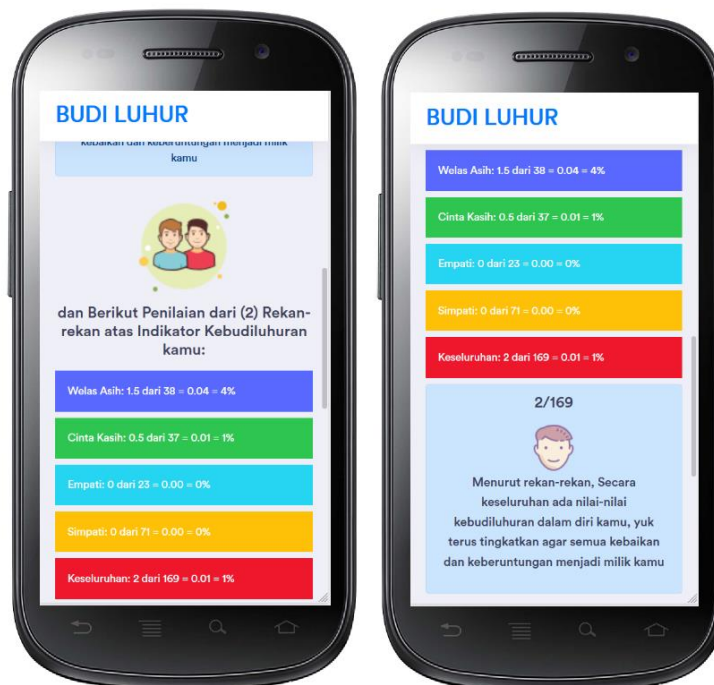 BUDI LUHUR
kebaikan dan keberuntungan menjadi milik
kamu
dan Berikut Penilaian dari (2) Rekan-
rekan atas Indikator Kebudiluhuran
kamu:
Welas Asih: 1.5 dari 38 = 0.04 = 4%
Cinta Kasih: 0.5 dari 37 = 0.01 = 1%
Empati: 0 dari 23 = 0.00 = 0%
Simpati: 0 dari 71 = 0.00 = 0%
Keseluruhan: 2 dari 169 = 0.01 = 1%
BUDI LUHUR
Welas Asih: 1.5 dari 38 = 0.04 = 4%
Cinta Kasih: 0.5 dari 37 = 0.01 = 1%
Empati: 0 dari 23 = 0.00 = 0%
Simpati: 0 dari 71 = 0.00 = 0%
Keseluruhan: 2 dari 169 = 0.01 = 1%
2/169
Menurut rekan-rekan, Secara
keseluruhan ada nilai-nilai
kebudiluhuran dalam diri kamu, yuk
terus tingkatkan agar semua kebaikan
dan keberuntungan menjadi milik kamu